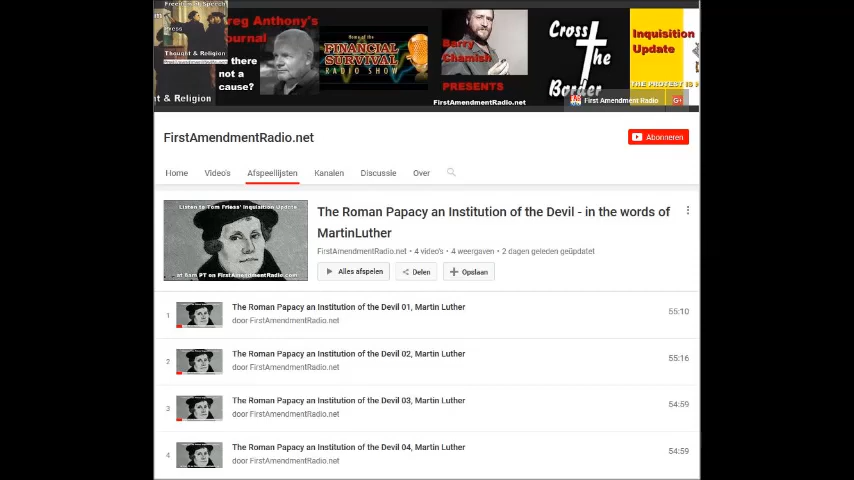 Freedom of Speech
Press
Thought & Religion
t & Religion
reg Anthony's
ournal
there
not a
cause?
Home of the
FINANCIAL
SURVIVAL
RADIO SHOW
Barry
Chamish
PRESENTS
FirstAmendmentRadio.net
Cross
The
Border
Inquisition
Update
THE PROTEST IS N
First Amendment Radio G+
FirstAmendmentRadio.net
Abonneren
Home Video's Afspeellijsten Kanalen Discussie Over
Listen to Tom Friess' Inquisition Update
at 8am PT on FirstAmendmentRadio.com
The Roman Papacy an Institution of the Devil - in the words of
MartinLuther
FirstAmendmentRadio.net • 4 video's • 4 weergaven • 2 dagen geleden geüpdatet
Alles afspelen Delen Opslaan
1 The Roman Papacy an Institution of the Devil 01, Martin Luther 55:10
door FirstAmendmentRadio.net
2 The Roman Papacy an Institution of the Devil 02, Martin Luther 55:16
door FirstAmendmentRadio.net
3 The Roman Papacy an Institution of the Devil 03, Martin Luther 54:59
door FirstAmendmentRadio.net
4 The Roman Papacy an Institution of the Devil 04, Martin Luther 54:59
door FirstAmendmentRadio.net